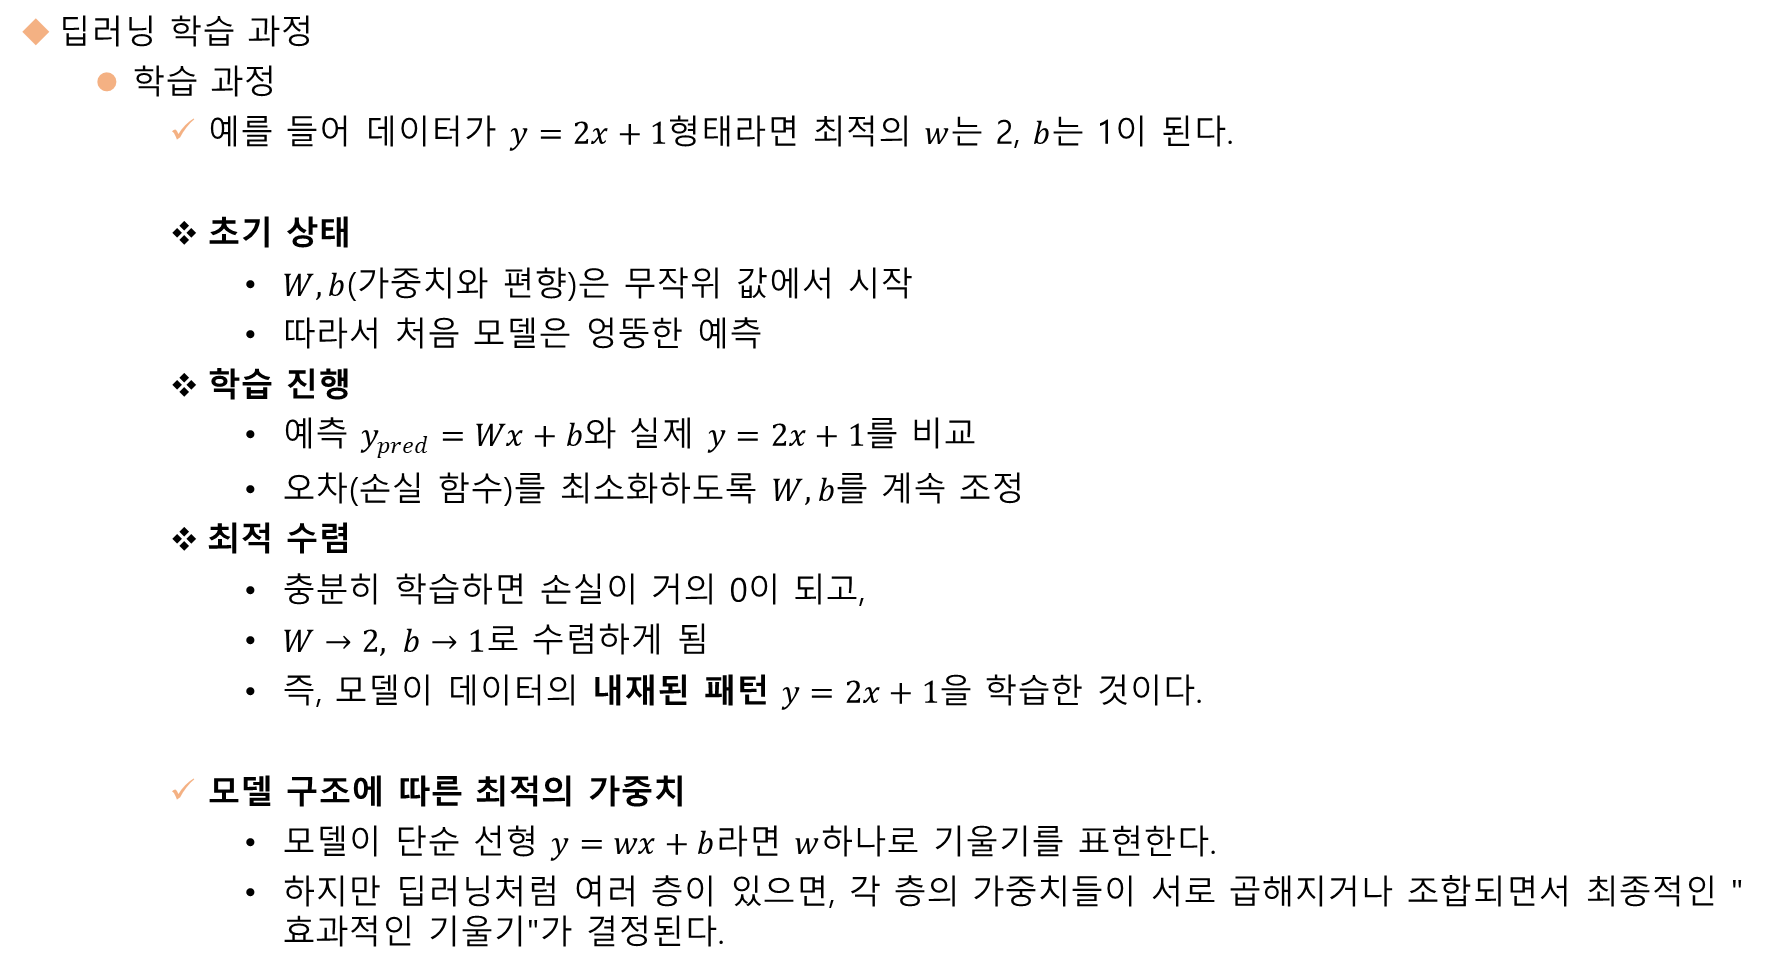 ◆ 딥러닝 학습 과정
● 학습 과정
✓ 예를 들어 데이터가 y = 2x + 1형태라면 최적의 w는 2, b는 1이 된다.
❖ 초기 상태
• W, b(가중치와 편향)은 무작위 값에서 시작
• 따라서 처음 모델은 엉뚱한 예측
❖ 학습 진행
• 예측 y_pred = Wx + b와 실제 y = 2x + 1를 비교
• 오차(손실 함수)를 최소화하도록 W, b를 계속 조정
❖ 최적 수렴
• 충분히 학습하면 손실이 거의 0이 되고,
• W → 2, b → 1로 수렴하게 됨
• 즉, 모델이 데이터의 내재된 패턴 y = 2x + 1을 학습한 것이다.
✓ 모델 구조에 따른 최적의 가중치
• 모델이 단순 선형 y = wx + b라면 w하나로 기울기를 표현한다.
• 하지만 딥러닝처럼 여러 층이 있으면, 각 층의 가중치들이 서로 곱해지거나 조합되면서 최종적인 "
효과적인 기울기"가 결정된다.